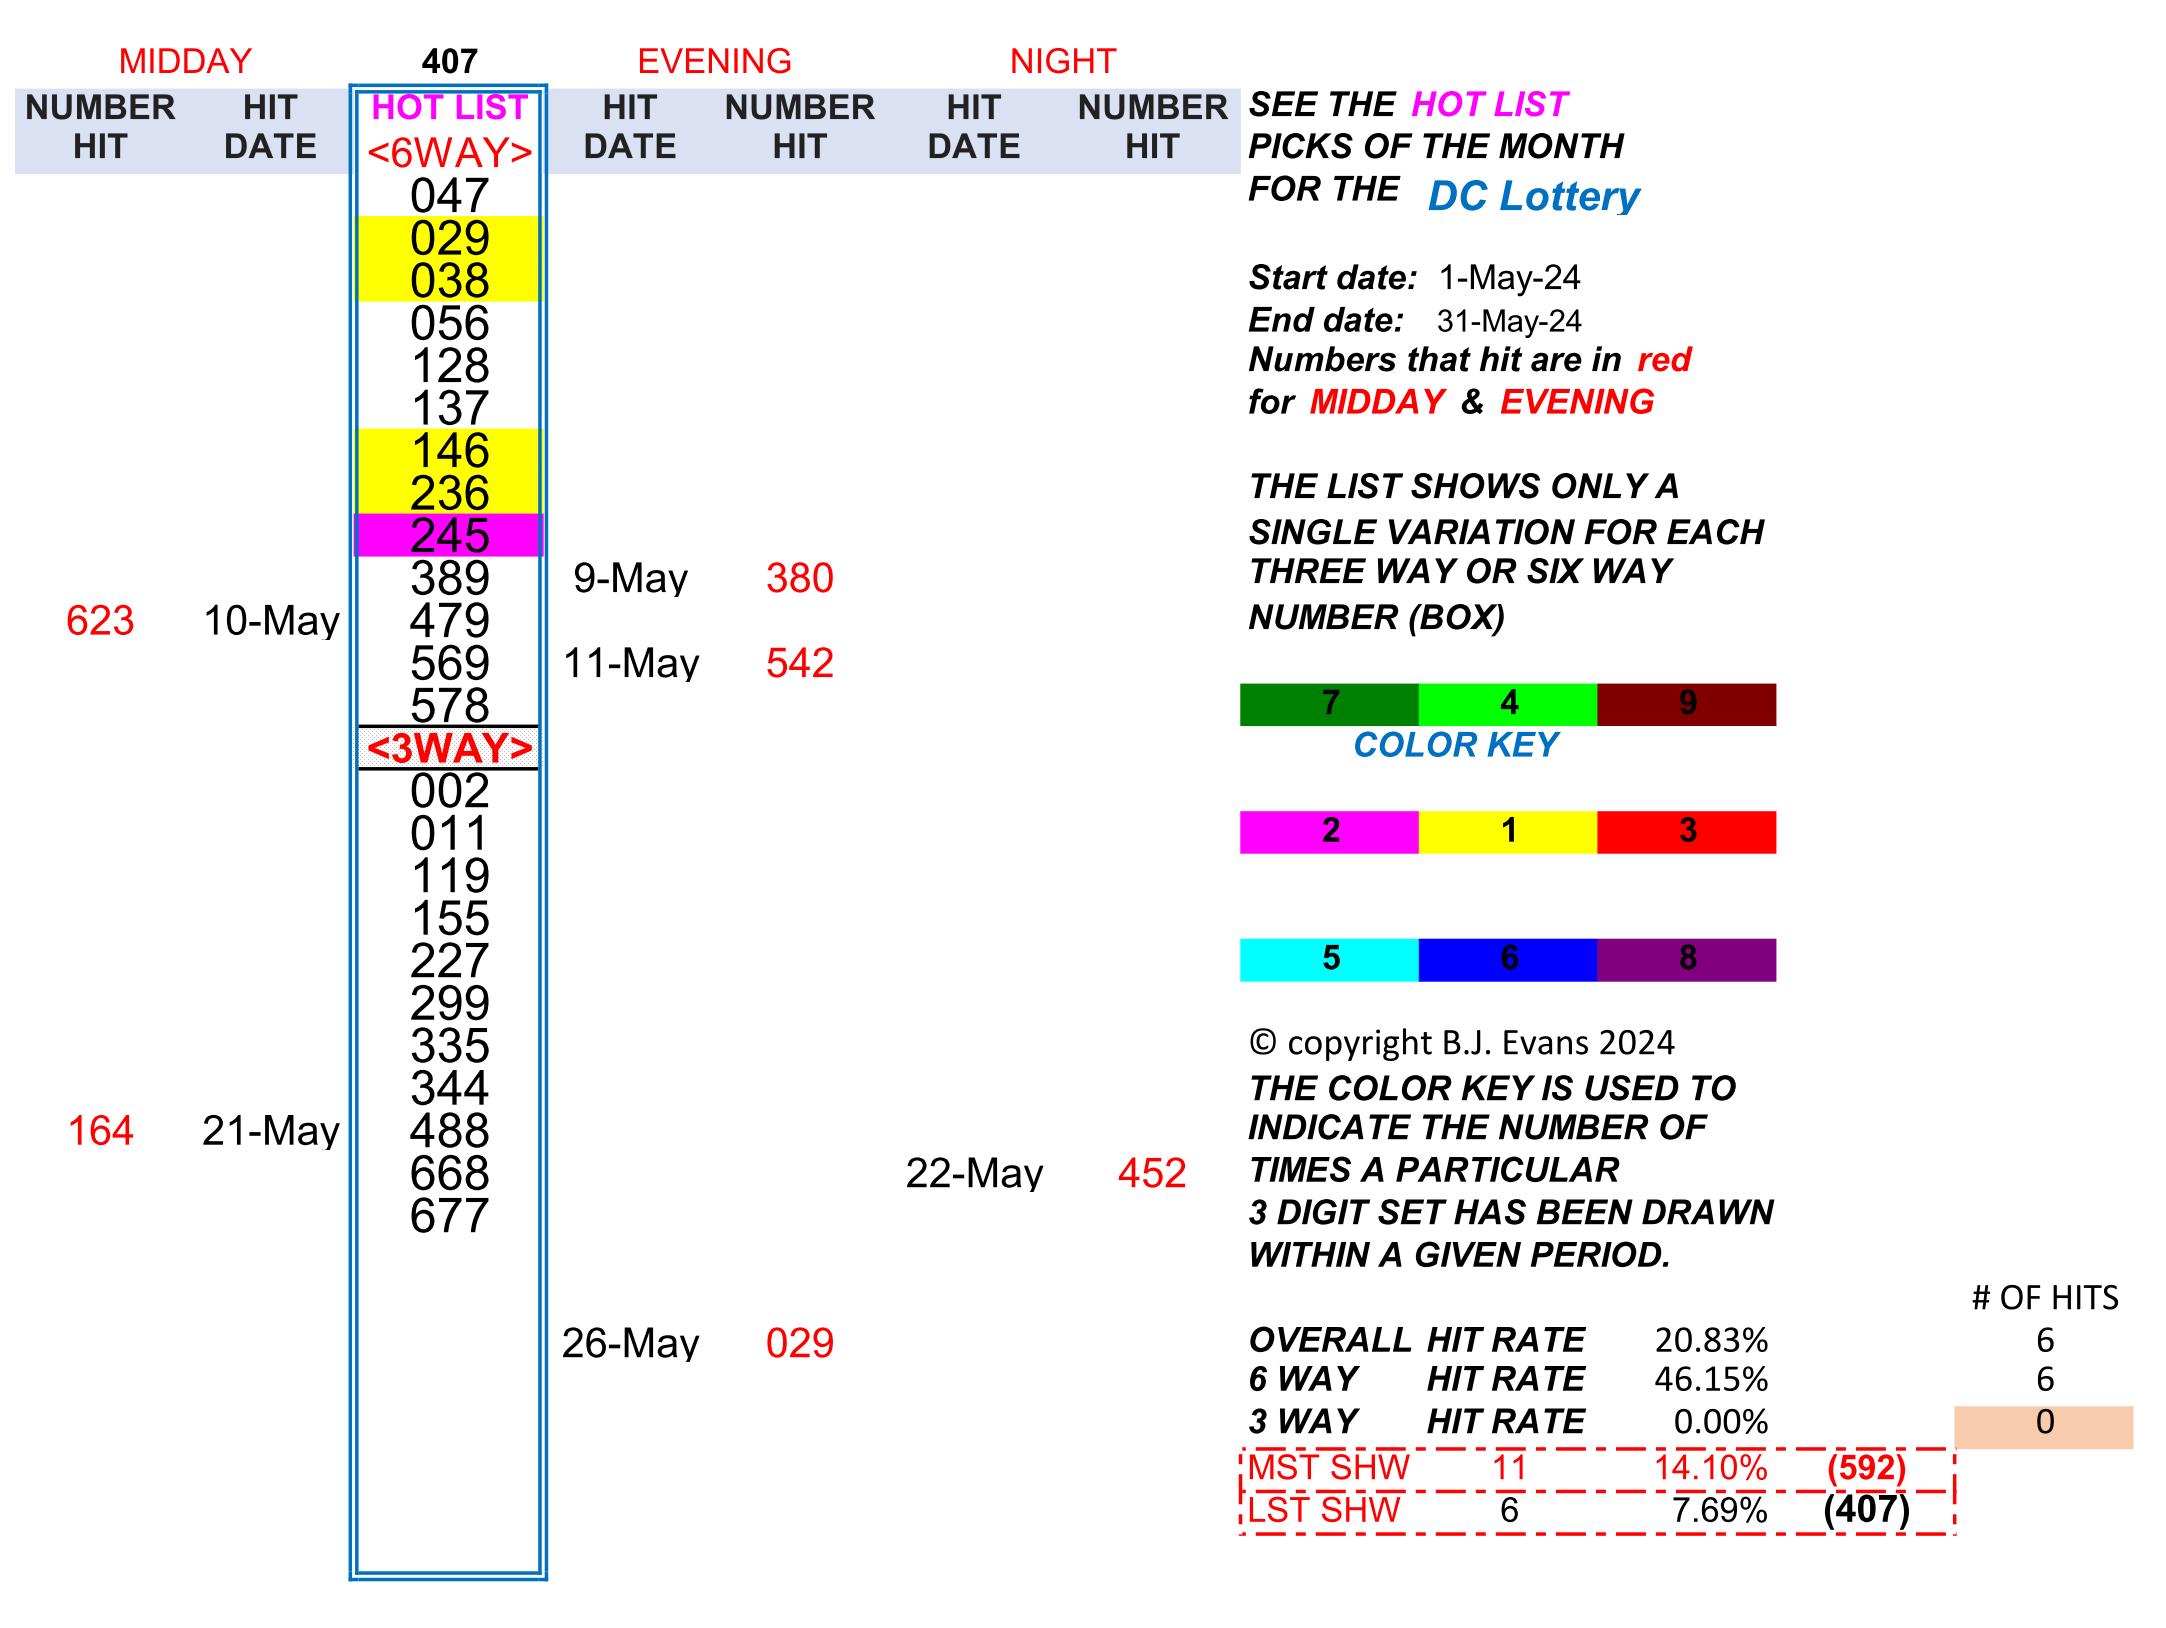 MIDDAY 407 EVENING NIGHT
NUMBER HIT HOT LIST HIT NUMBER HIT NUMBER
HIT DATE <6WAY> DATE HIT DATE HIT
047
029
038
056
128
137
146
236
245
389 9-May 380
623 10-May 479
569 11-May 542
578
<3WAY>
002
011
119
155
227
299
335
344
164 21-May 488
668 22-May 452
677
26-May 029
SEE THE HOT LIST
PICKS OF THE MONTH
FOR THE DC Lottery
Start date: 1-May-24
End date: 31-May-24
Numbers that hit are in red
for MIDDAY & EVENING
THE LIST SHOWS ONLY A
SINGLE VARIATION FOR EACH
THREE WAY OR SIX WAY
NUMBER (BOX)
7 4 9
COLOR KEY
2 1 3
5 6 8
© copyright B.J. Evans 2024
THE COLOR KEY IS USED TO
INDICATE THE NUMBER OF
TIMES A PARTICULAR
3 DIGIT SET HAS BEEN DRAWN
WITHIN A GIVEN PERIOD.
# OF HITS
OVERALL HIT RATE 20.83% 6
6 WAY HIT RATE 46.15% 6
3 WAY HIT RATE 0.00% 0
MST SHW 11 14.10% (592)
LST SHW 6 7.69% (407)